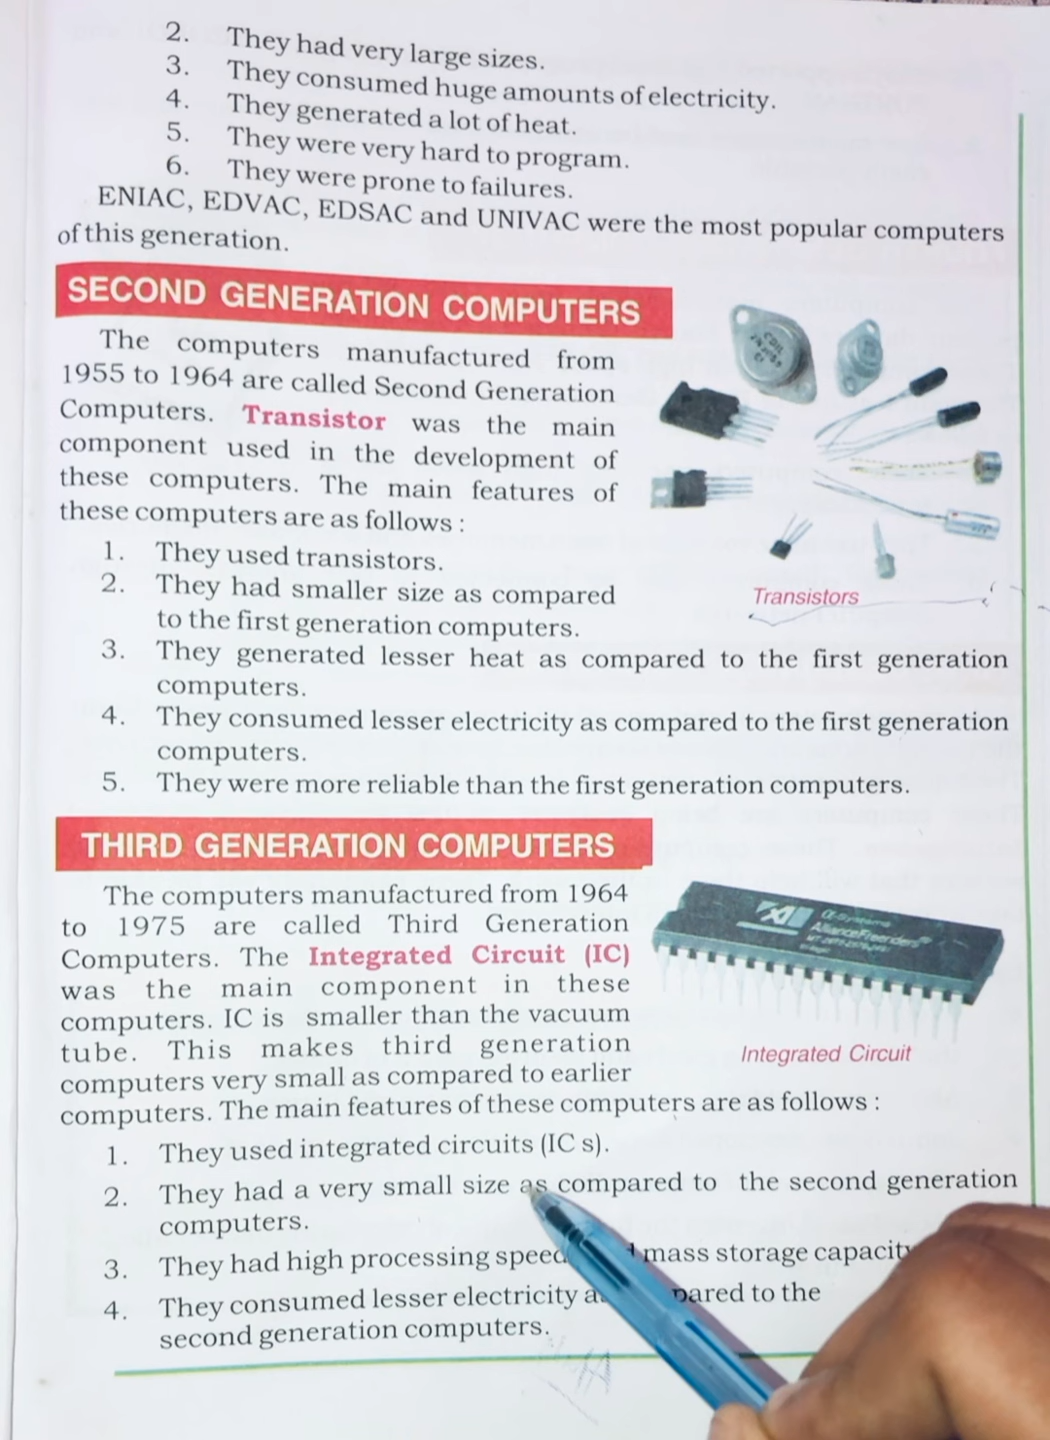 2. They had very large sizes.
3. They consumed huge amounts of electricity.
4. They generated a lot of heat.
5. They were very hard to program.
6. They were prone to failures.
ENIAC, EDVAC, EDSAC and UNIVAC were the most popular computers
of this generation.
SECOND GENERATION COMPUTERS
The computers manufactured from
1955 to 1964 are called Second Generation
Computers. Transistor was the main
component used in the development of
these computers. The main features of
these computers are as follows :
1. They used transistors.
2. They had smaller size as compared
to the first generation computers.
Transistors
3. They generated lesser heat as compared to the first generation
computers.
4. They consumed lesser electricity as compared to the first generation
computers.
5. They were more reliable than the first generation computers.
THIRD GENERATION COMPUTERS
The computers manufactured from 1964
to 1975 are called Third Generation
Computers. The Integrated Circuit (IC)
was the main component in these
computers. IC is smaller than the vacuum
tube. This makes third generation
computers very small as compared to earlier
Integrated Circuit
computers. The main features of these computers are as follows :
1. They used integrated circuits (IC s).
2. They had a very small size as compared to the second generation
computers.
3. They had high processing speed mass storage capacity
4. They consumed lesser electricity pared to the
second generation computers.